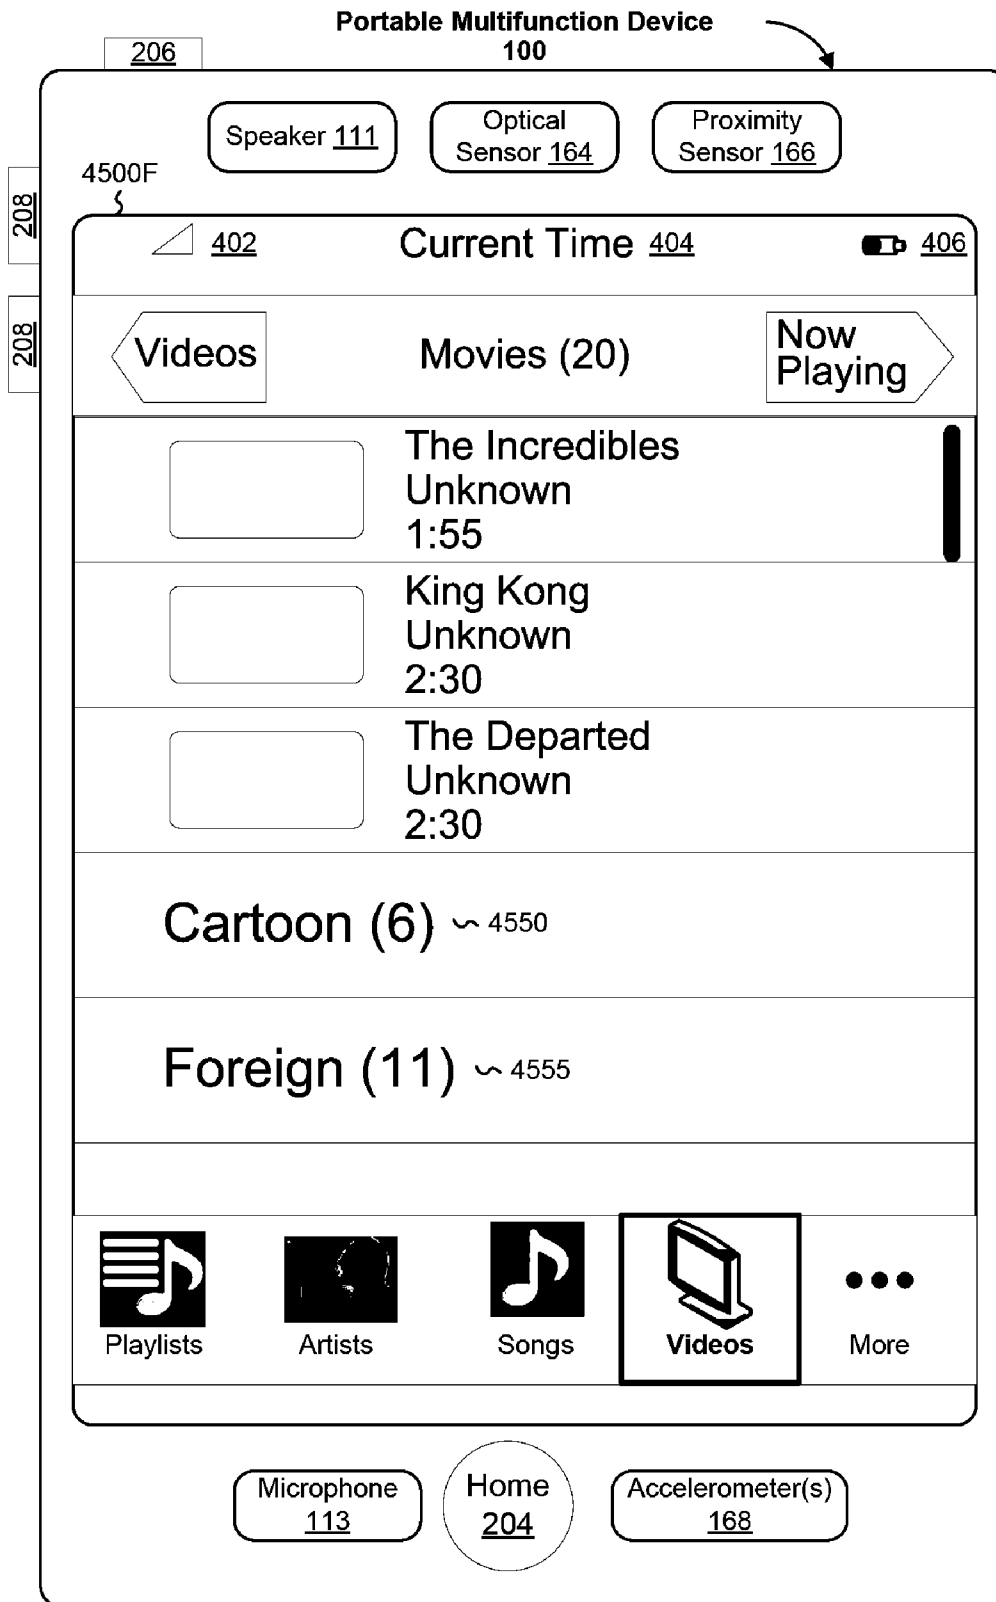 Portable Multifunction Device
100
206
Speaker 111
Optical
Sensor 164
Proximity
Sensor 166
4500F
208
208
402
Current Time 404
406
Videos
Movies (20)
Now
Playing
The Incredibles
Unknown
1:55
King Kong
Unknown
2:30
The Departed
Unknown
2:30
Cartoon (6) 4550
Foreign (11) 4555
Playlists
Artists
Songs
Videos
More
Microphone
113
Home
204
Accelerometer(s)
168